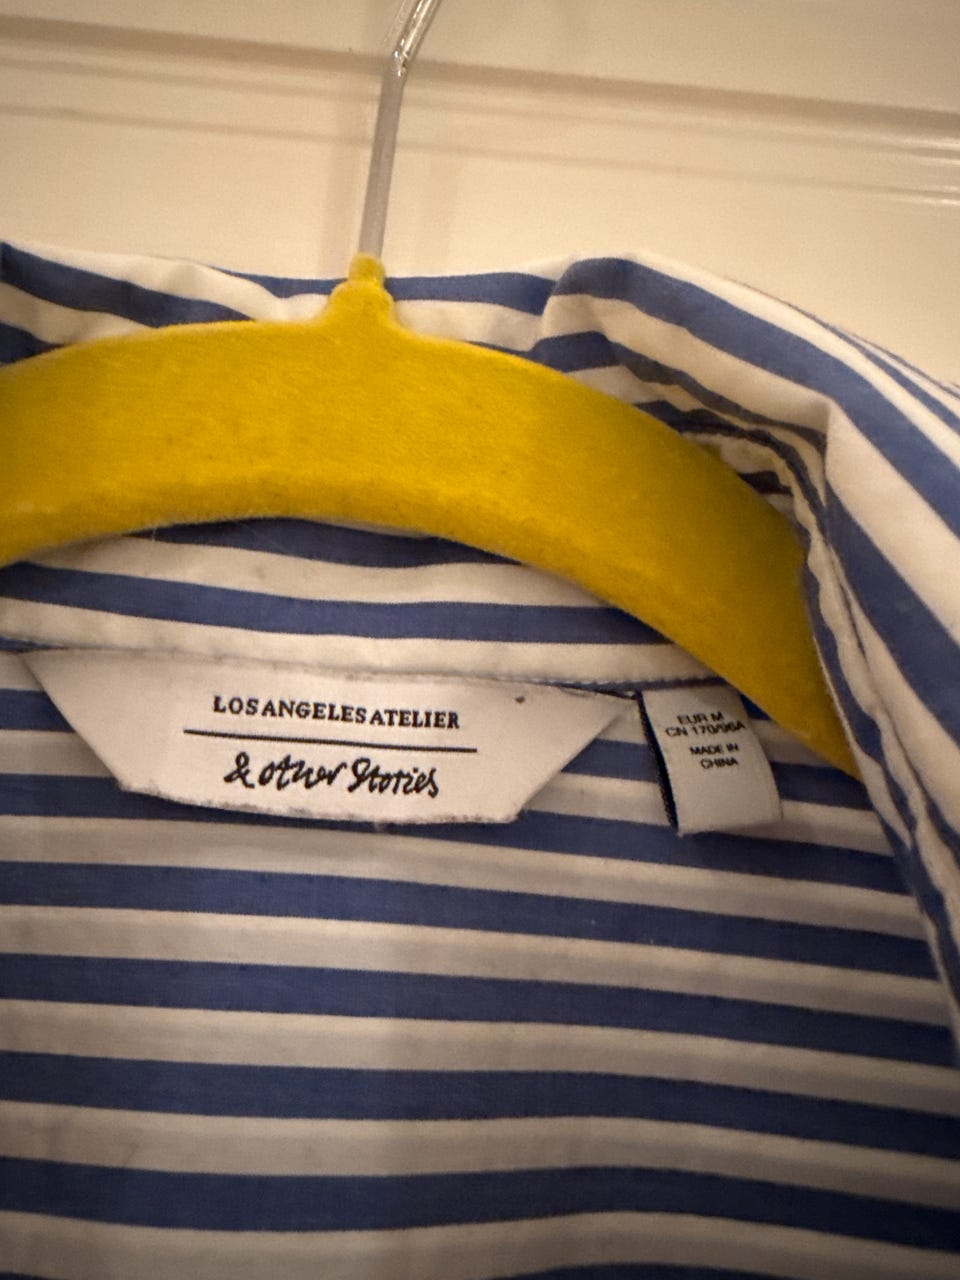 LOS ANGELES ATELIER
& other Stories
EUR M
CN 170/96A
MADE IN
CHINA